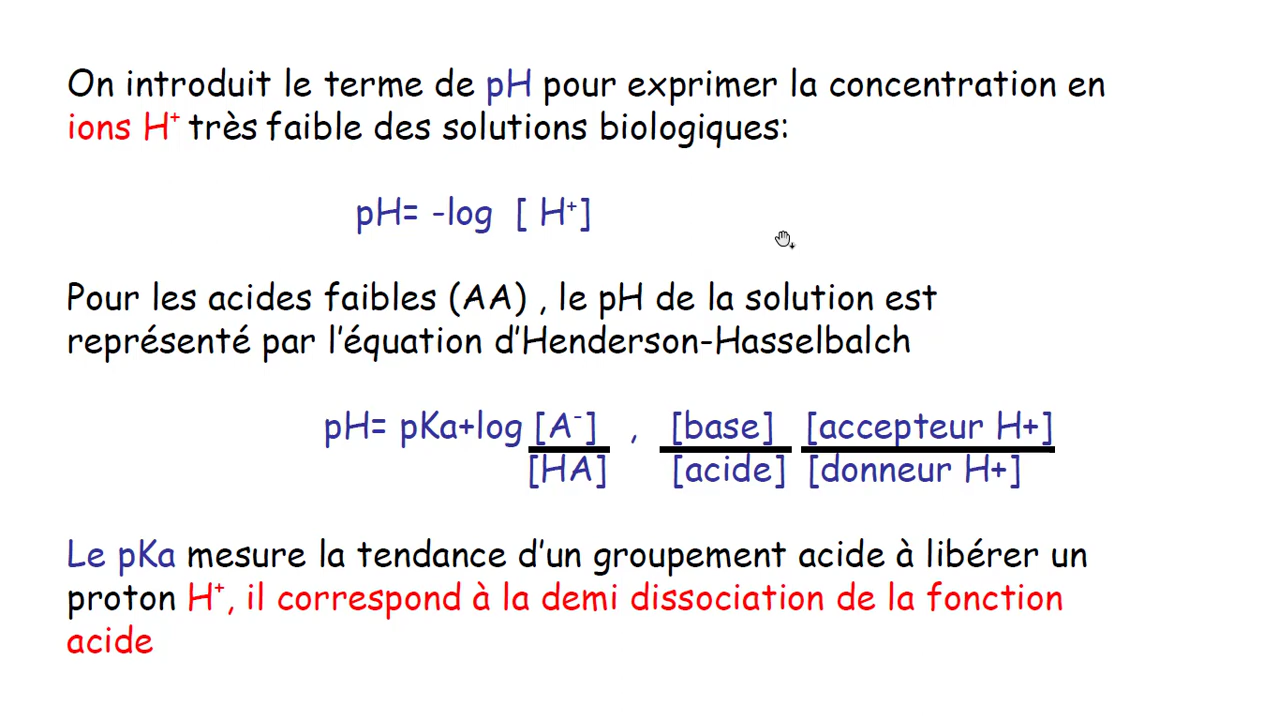 On introduit le terme de pH pour exprimer la concentration en
ions H⁺ très faible des solutions biologiques:
pH= -log [ H⁺]
Pour les acides faibles (AA) , le pH de la solution est
représenté par l’équation d’Henderson-Hasselbalch
pH= pKa+log [A⁻] , [base] [accepteur H+]
[HA] [acide] [donneur H+]
Le pKa mesure la tendance d’un groupement acide à libérer un
proton H⁺, il correspond à la demi dissociation de la fonction
acide